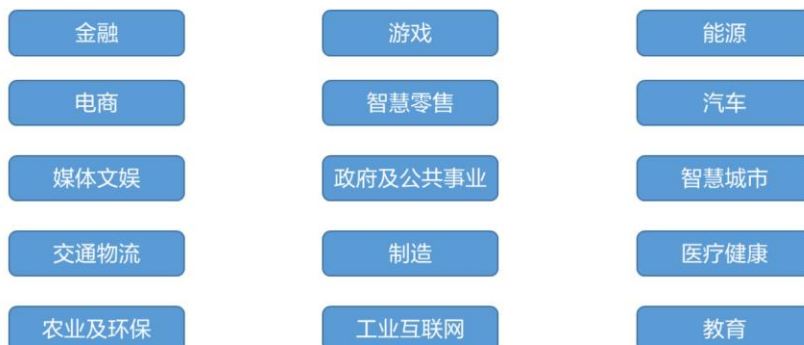 金融
游戏
能源
电商
智慧零售
汽车
媒体文娱
政府及公共事业
智慧城市
交通物流
制造
医疗健康
农业及环保
工业互联网
教育